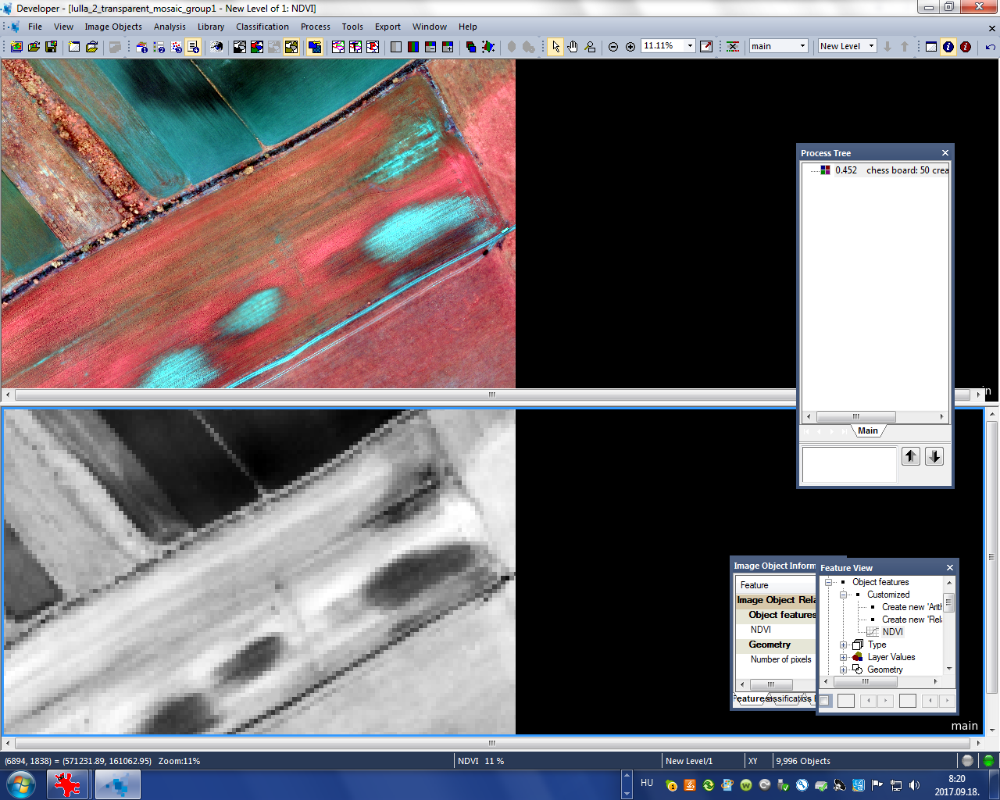 Developer - [lulla_2_transparent_mosaic_group1 - New Level of 1: NDVI]
File View Image Objects Analysis Library Classification Process Tools Export Window Help
11.11% main New Level
Process Tree
0.452 chess board: 50 crea
Main
in
Image Object Inform
Feature
Image Object Rela
Object features
NDVI
Geometry
Number of pixels
Features
Feature View
Object features
Customized
Create new 'Arit
Create new 'Rela
NDVI
Type
Layer Values
Geometry
main
(6894, 1838) = (571231.89, 161062.95) Zoom:11% NDVI 11 % New Level/1 XY 9,996 Objects
HU
8:20
2017.09.18.